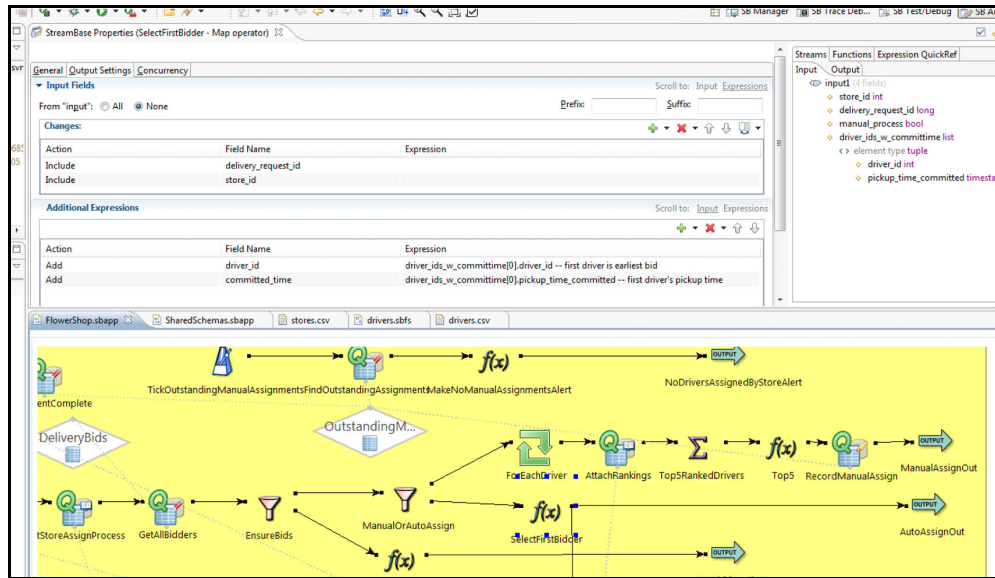 SB Manager SB Trace Deb... SB Test/Debug SB Au
StreamBase Properties (SelectFirstBidder - Map operator)
General Output Settings Concurrency
Input Fields Scroll to: Input Expressions
From "input": All None Prefix: Suffix:
Changes:
Action Field Name Expression
Include delivery_request_id
Include store_id
Additional Expressions Scroll to: Input Expressions
Action Field Name Expression
Add driver_id driver_ids_w_committime[0].driver_id -- first driver is earliest bid
Add committed_time driver_ids_w_committime[0].pickup_time_committed -- first driver's pickup time
Streams Functions Expression QuickRef
Input Output
input1 (4 fields)
store_id int
delivery_request_id long
manual_process bool
driver_ids_w_committime list
< > element type tuple
driver_id int
pickup_time_committed timesta
svr
685
05
FlowerShop.sbapp SharedSchemas.sbapp stores.csv drivers.sbfs drivers.csv
f(x) OUTPUT
entComplete TickOutstandingManualAssignments FindOutstandingAssignments MakeNoManualAssignmentsAlert NoDriversAssignedByStoreAlert
DeliveryBids OutstandingM...
f(x) OUTPUT
ForEachDriver AttachRankings Top5RankedDrivers Top5 RecordManualAssign ManualAssignOut
f(x) OUTPUT
tStoreAssignProcess GetAllBidders EnsureBids ManualOrAutoAssign SelectFirstBidder AutoAssignOut
f(x) OUTPUT